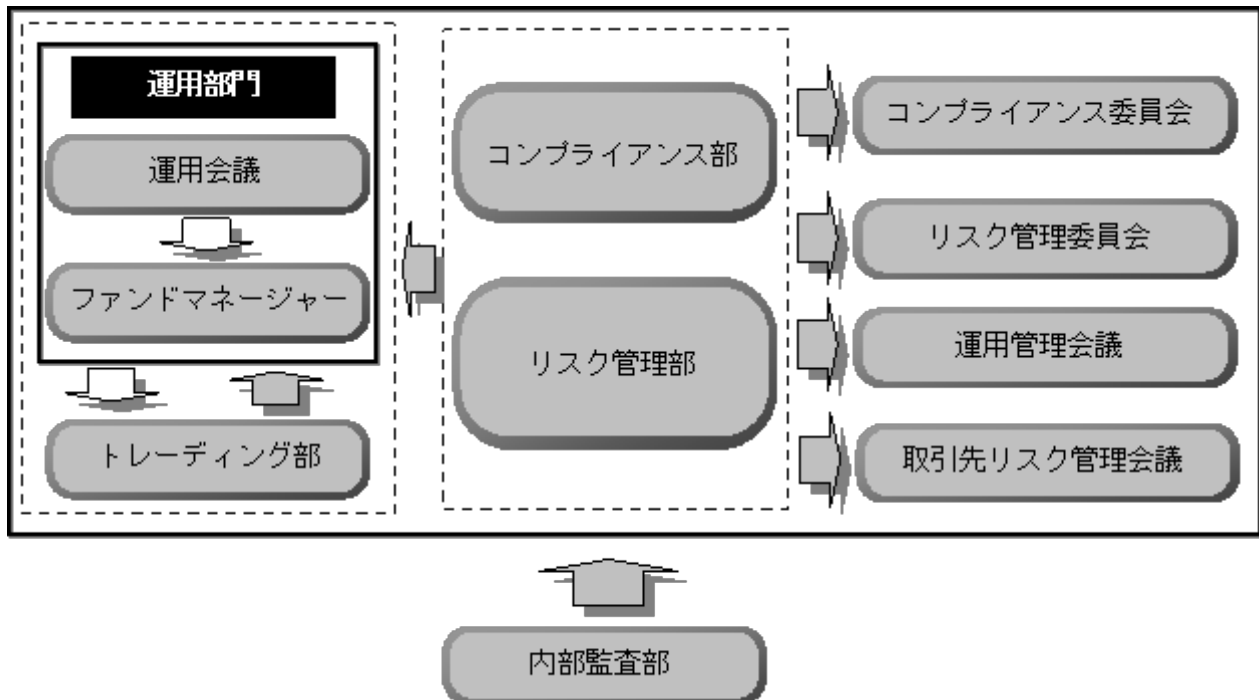 運用部門
運用会議
ファンドマネージャー
トレーディング部
コンプライアンス部
リスク管理部
コンプライアンス委員会
リスク管理委員会
運用管理会議
取引先リスク管理会議
内部監査部